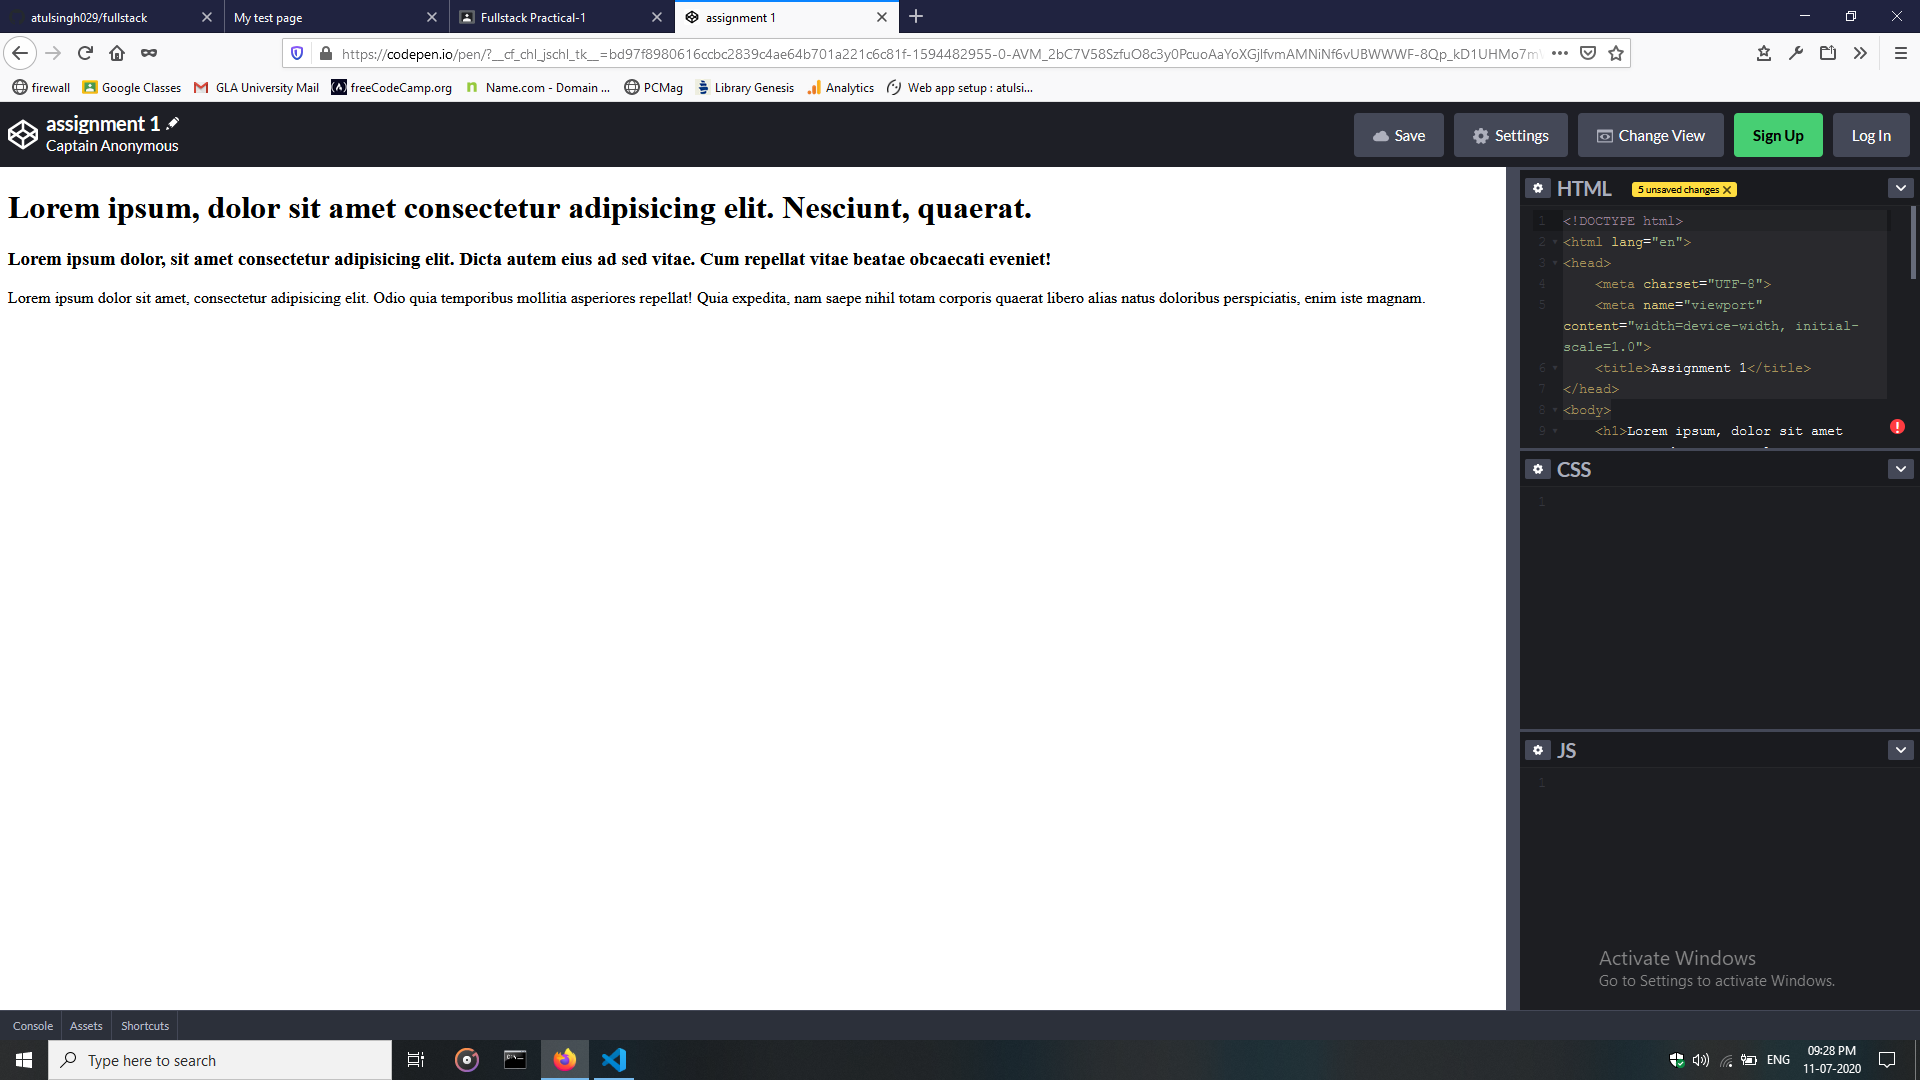 atulsingh029/fullstack
My test page
Fullstack Practical-1
assignment 1
https://codepen.io/pen/?__cf_chl_jschl_tk__=bd97f8980616ccbc2839c4ae64b701a221c6c81f-1594482955-0-AVM_2bC7V58SzfuO8c3y0PcuoAaYoXGjlfvmAMNiNf6vUBWWWF-8Qp_kD1UHMo7m
firewall
Google Classes
GLA University Mail
freeCodeCamp.org
Name.com - Domain ...
PCMag
Library Genesis
Analytics
Web app setup : atulsi...
assignment 1
Captain Anonymous
Save
Settings
Change View
Sign Up
Log In
Lorem ipsum, dolor sit amet consectetur adipisicing elit. Nesciunt, quaerat.
Lorem ipsum dolor, sit amet consectetur adipisicing elit. Dicta autem eius ad sed vitae. Cum repellat vitae beatae obcaecati eveniet!
Lorem ipsum dolor sit amet, consectetur adipisicing elit. Odio quia temporibus mollitia asperiores repellat! Quia expedita, nam saepe nihil totam corporis quaerat libero alias natus doloribus perspiciatis, enim iste magnam.
HTML
5 unsaved changes
1 <!DOCTYPE html>
2 <html lang="en">
3 <head>
4 <meta charset="UTF-8">
5 <meta name="viewport"
content="width=device-width, initial-
scale=1.0">
6 <title>Assignment 1</title>
7 </head>
8 <body>
9 <h1>Lorem ipsum, dolor sit amet
CSS
1
JS
1
Activate Windows
Go to Settings to activate Windows.
Console
Assets
Shortcuts
Type here to search
ENG
09:28 PM
11-07-2020